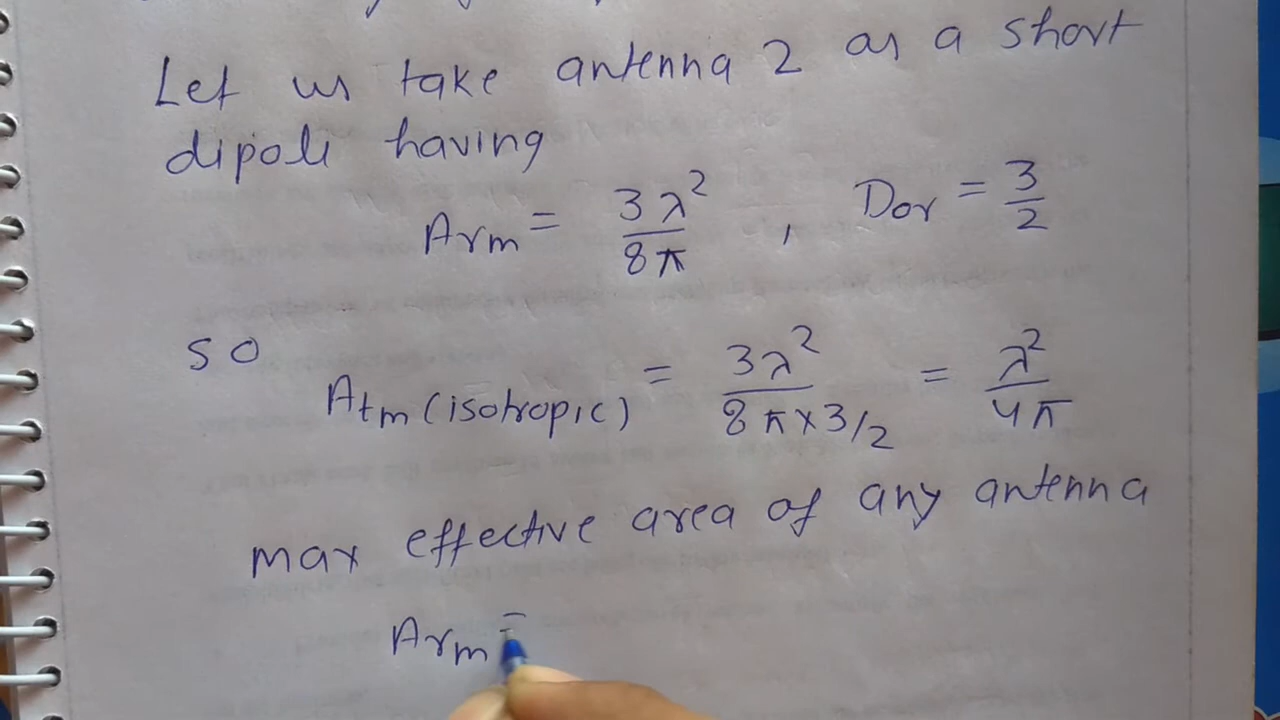 Let us take antenna 2 as a short
dipole having
Arm = 3λ²/8π , Dor = 3/2
so
Atm (isotropic) = 3λ²/8π×3/2 = λ²/4π
max effective area of any antenna
Arm =